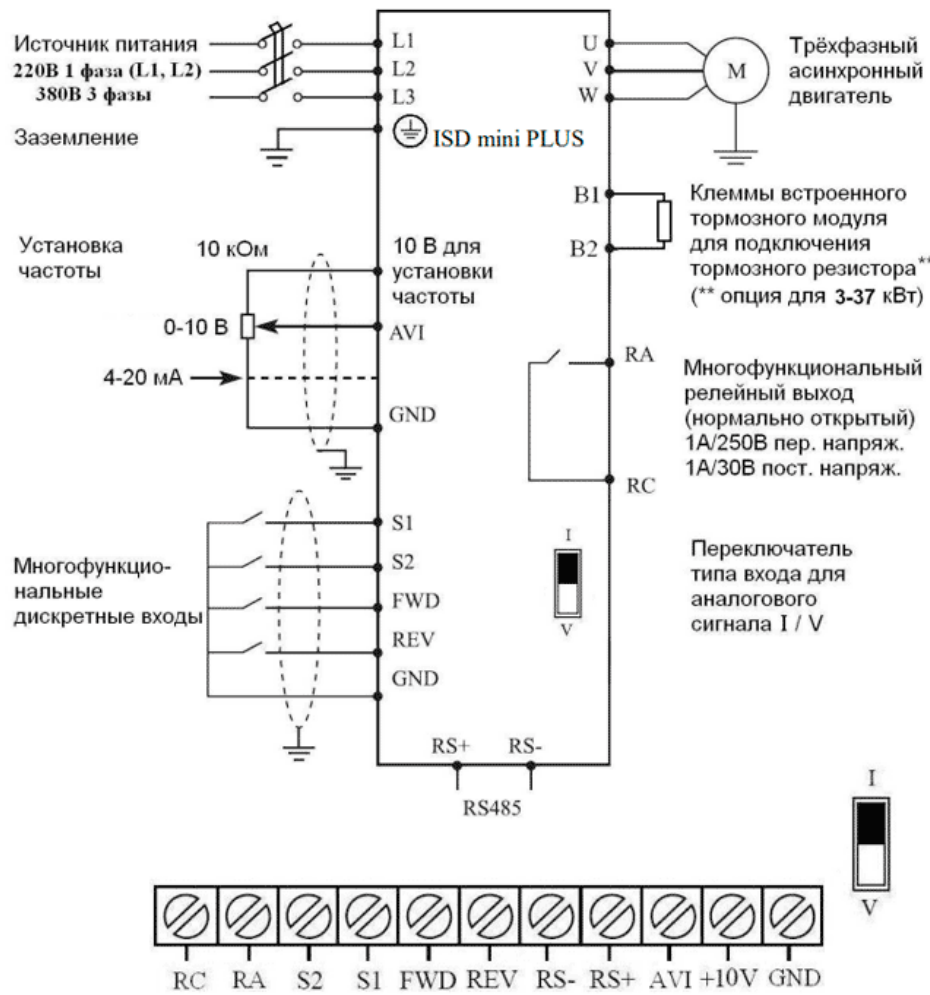 Источник питания
220В 1 фаза (L1, L2)
380В 3 фазы
Заземление
L1
L2
L3
ISD mini PLUS
U
V
W
M
Трёхфазный
асинхронный
двигатель
B1
B2
Клеммы встроенного
тормозного модуля
для подключения
тормозного резистора**
(** опция для 3-37 кВт)
Установка
частоты
10 кОм
0-10 В
4-20 мА
10 В для
установки
частоты
AVI
GND
RA
RC
Многофункциональный
релейный выход
(нормально открытый)
1А/250В пер. напряж.
1А/30В пост. напряж.
Многофункцио-
нальные
дискретные входы
S1
S2
FWD
REV
GND
I
V
Переключатель
типа входа для
аналогового
сигнала I / V
RS+ RS-
RS485
I
V
RC RA S2 S1 FWD REV RS- RS+ AVI +10V GND